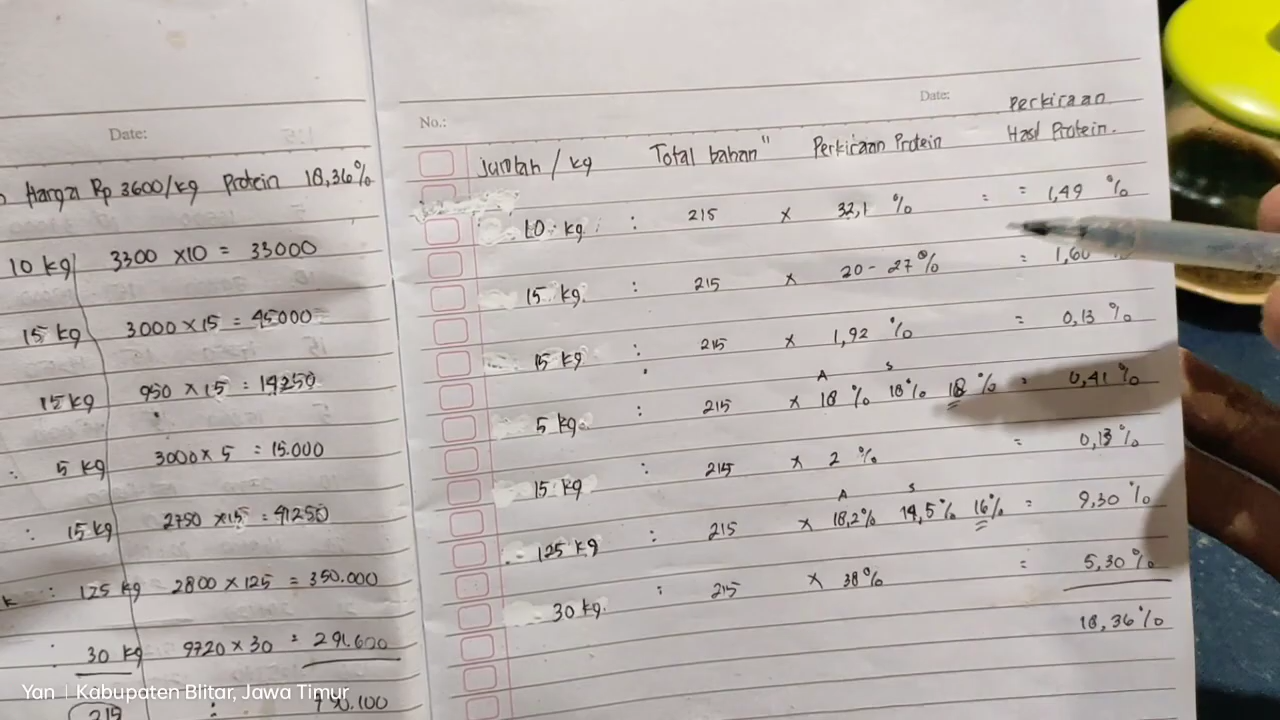 Date:
Harga Rp 3600/kg Protein 18,36%
10 kg 3300 x10 = 33000
15 kg 3000 x 15 = 45000
15 kg 950 x 15 = 14250
: 5 kg 3000 x 5 = 15.000
: 15 kg 2750 x 15 = 41250
: 125 kg 2800 x 125 = 350.000
: 30 kg 9720 x 30 = 291.600
215 :
No.: Date:
Jumlah / kg Total bahan" Perkiraan Protein Perkiraan Hasil Protein.
10 kg : 215 x 32,1 % = = 1,49 %
15 kg : 215 x 20 - 27 % = 1,60
15 kg : 215 x 1,92 % = 0,13 %
A S
5 kg : 215 x 18 % 18 % 18 % = 0,41 %
15 kg : 215 x 2 % = 0,13 %
A S
125 kg : 215 x 18,2 % 14,5 % 16 % = 9,30 %
30 kg. : 215 x 38 % = 5,30 %
18,36 %
Yan | Kabupaten Blitar, Jawa Timur